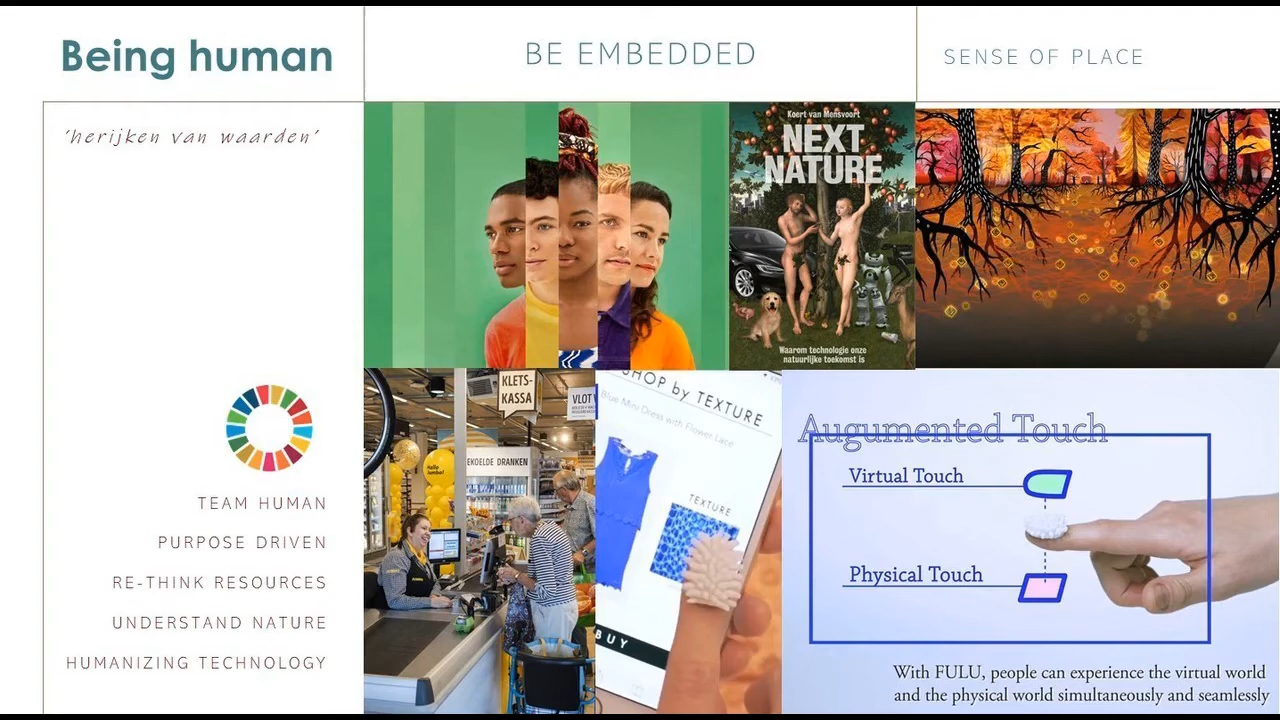 Being human
BE EMBEDDED
SENSE OF PLACE
'herijken van waarden'
TEAM HUMAN
PURPOSE DRIVEN
RE-THINK RESOURCES
UNDERSTAND NATURE
HUMANIZING TECHNOLOGY
Koert van Mensvoort
NEXT
NATURE
Waarom technologie onze
natuurlijke toekomst is
KLETS-
KASSA
VLOT
EKOELDE DRANKEN
Hallo
Jumbo!
SHOP by TEXTURE
Blue Mini Dress with Flower Lace
TEXTURE
BUY
Augumented Touch
Virtual Touch
Physical Touch
With FULU, people can experience the virtual world
and the physical world simultaneously and seamlessly